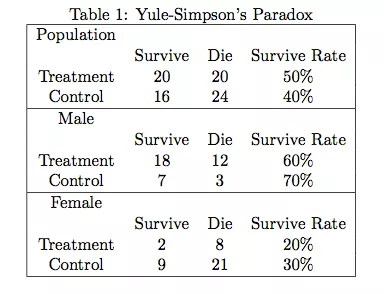 Table 1: Yule-Simpson's Paradox
Population
Survive Die Survive Rate
Treatment 20 20 50%
Control 16 24 40%
Male
Survive Die Survive Rate
Treatment 18 12 60%
Control 7 3 70%
Female
Survive Die Survive Rate
Treatment 2 8 20%
Control 9 21 30%